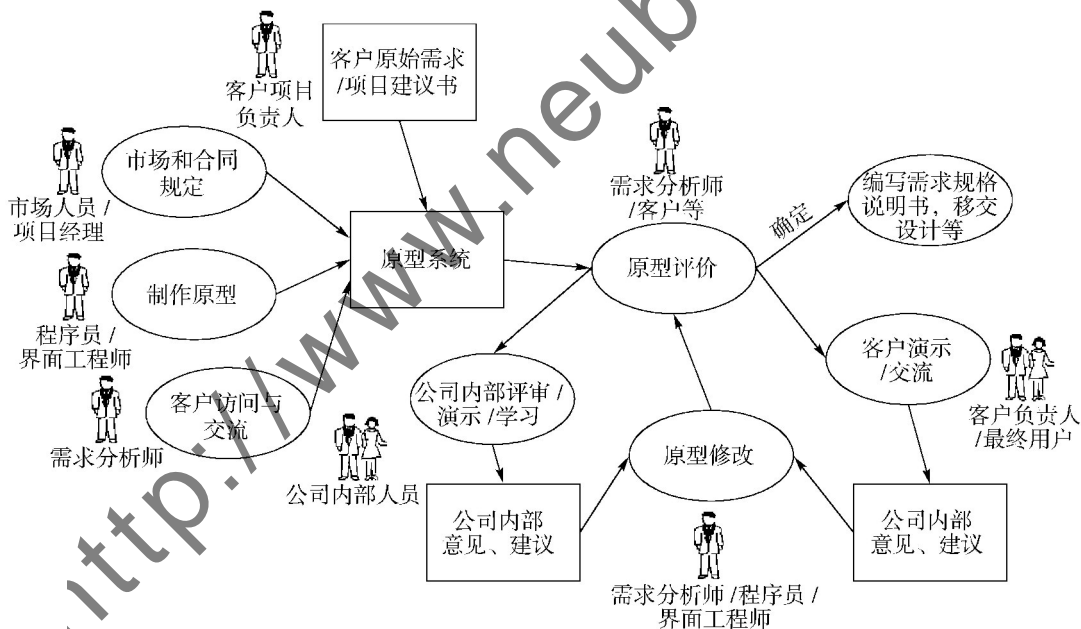 客户原始需求
/项目建议书
客户项目
负责人
市场和合同
规定
市场人员 /
项目经理
需求分析师
/客户等
确定
编写需求规格
说明书，移交
设计等
原型系统
原型评价
制作原型
程序员 /
界面工程师
客户演示
/交流
客户负责人
/最终用户
公司内部评审 /
演示 /学习
客户访问与
交流
需求分析师
公司内部人员
原型修改
公司内部
意见、建议
公司内部
意见、建议
需求分析师 /程序员 /
界面工程师
http://www.neub